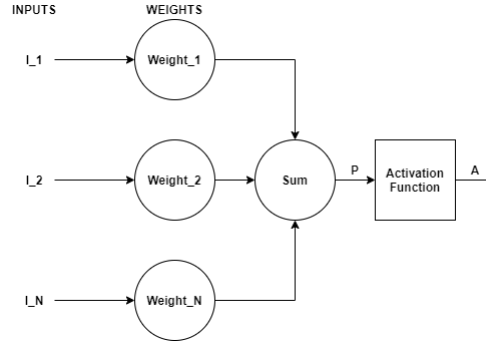 INPUTS WEIGHTS
I_1 Weight_1
I_2 Weight_2 Sum P Activation Function A
I_N Weight_N